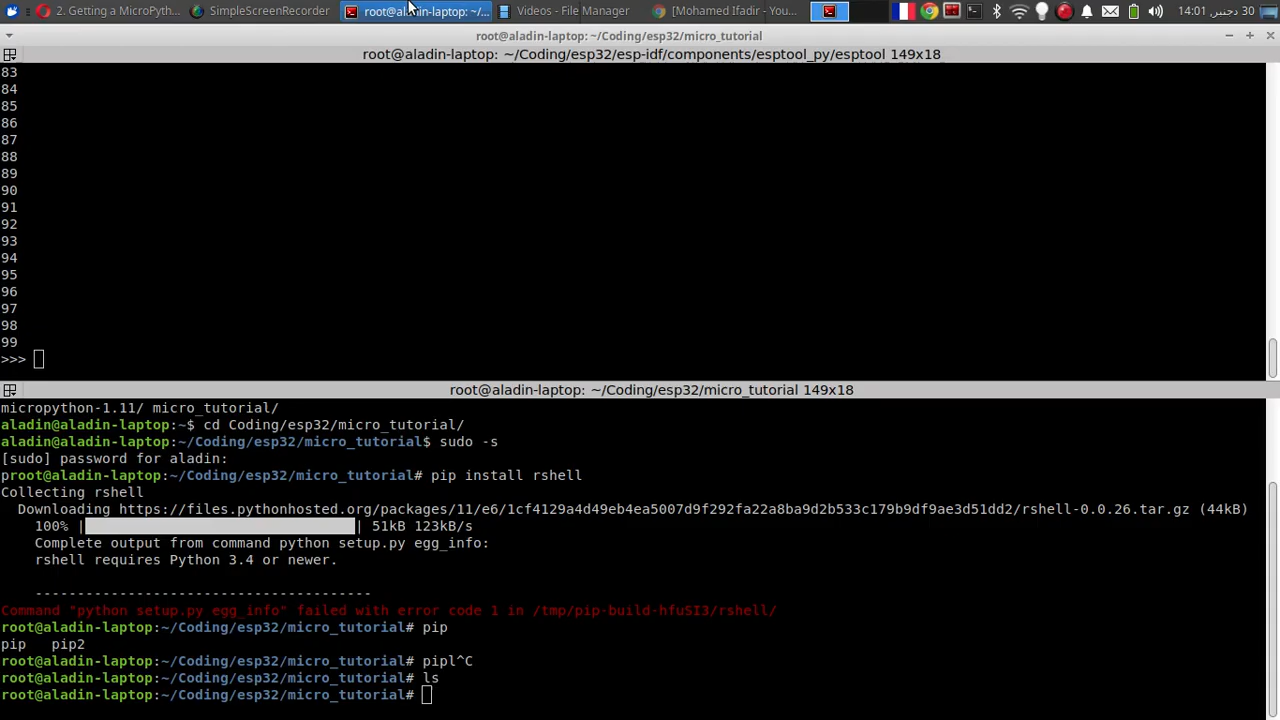 2. Getting a MicroPyth...
SimpleScreenRecorder
root@aladin-laptop: ~/...
Videos - File Manager
[Mohamed Ifadir - You...
14:01 دجنبر, 30
root@aladin-laptop: ~/Coding/esp32/micro_tutorial
root@aladin-laptop: ~/Coding/esp32/esp-idf/components/esptool_py/esptool 149x18
83
84
85
86
87
88
89
90
91
92
93
94
95
96
97
98
99
>>>
root@aladin-laptop: ~/Coding/esp32/micro_tutorial 149x18
micropython-1.11/ micro_tutorial/
aladin@aladin-laptop:~$ cd Coding/esp32/micro_tutorial/
aladin@aladin-laptop:~/Coding/esp32/micro_tutorial$ sudo -s
[sudo] password for aladin:
proot@aladin-laptop:~/Coding/esp32/micro_tutorial# pip install rshell
Collecting rshell
Downloading https://files.pythonhosted.org/packages/11/e6/1cf4129a4d49eb4ea5007d9f292fa22a8ba9d2b533c179b9df9ae3d51dd2/rshell-0.0.26.tar.gz (44kB)
100% | | 51kB 123kB/s
Complete output from command python setup.py egg_info:
rshell requires Python 3.4 or newer.
----------------------------------------
Command "python setup.py egg_info" failed with error code 1 in /tmp/pip-build-hfuSI3/rshell/
root@aladin-laptop:~/Coding/esp32/micro_tutorial# pip
pip pip2
root@aladin-laptop:~/Coding/esp32/micro_tutorial# pipl^C
root@aladin-laptop:~/Coding/esp32/micro_tutorial# ls
root@aladin-laptop:~/Coding/esp32/micro_tutorial#